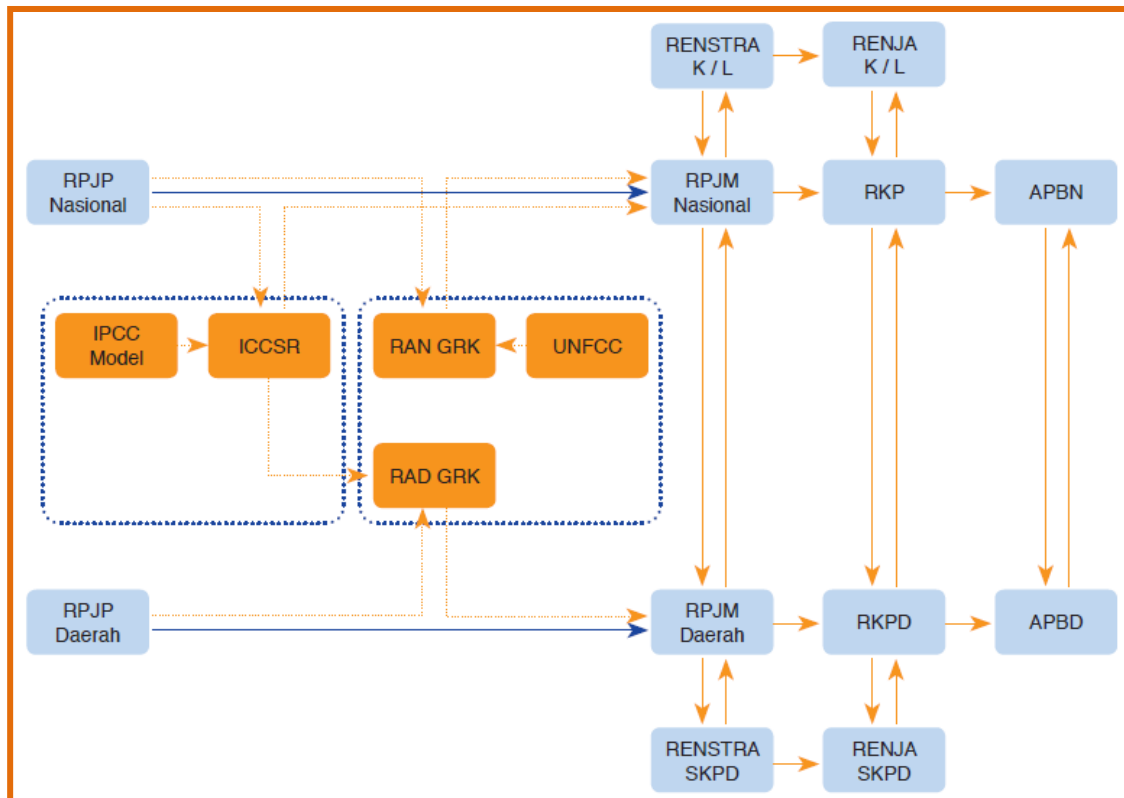 RENSTRA
K / L
RENJA
K / L
RPJP
Nasional
RPJM
Nasional
RKP
APBN
IPCC
Model
ICCSR
RAN GRK
UNFCC
RAD GRK
RPJP
Daerah
RPJM
Daerah
RKPD
APBD
RENSTRA
SKPD
RENJA
SKPD